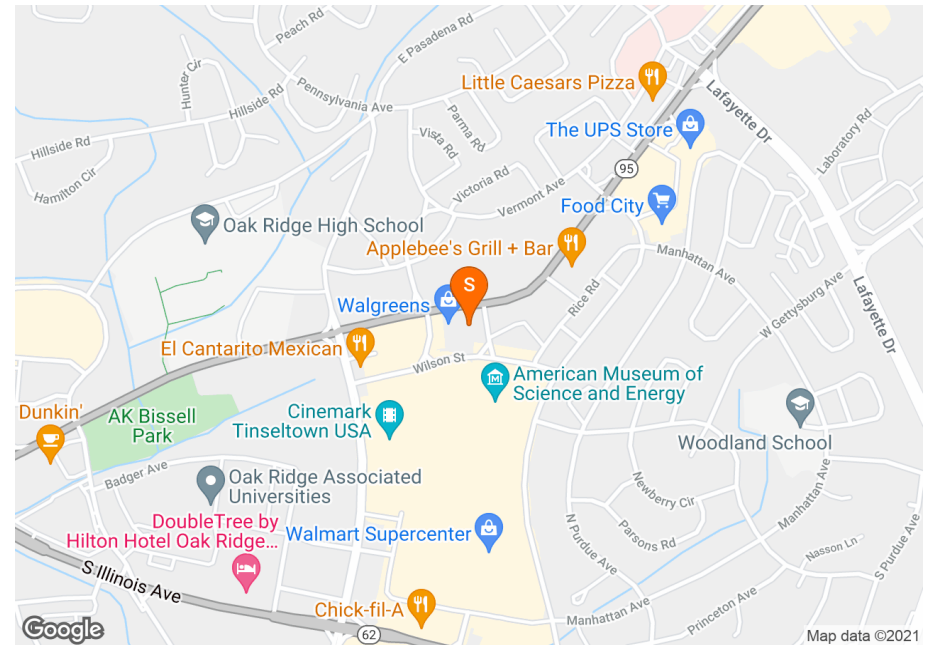 Peach Rd
E Pasadena Rd
Hunter Cir
Pennsylvania Ave
Hillside Rd
Little Caesars Pizza
Lafayette Dr
Parma Rd
Vista Rd
The UPS Store
Laboratory Rd
Hillside Rd
95
Hamilton Cir
Victoria Rd
Vermont Ave
Food City
Oak Ridge High School
Applebee's Grill + Bar
Manhattan Ave
S
Rice Rd
Walgreens
W Gettysburg Ave
Lafayette Dr
El Cantarito Mexican
Wilson St
American Museum of
Science and Energy
Dunkin'
AK Bissell
Park
Cinemark
Tinseltown USA
Woodland School
Badger Ave
Oak Ridge Associated
Universities
Newberry Cir
Manhattan Ave
DoubleTree by
Hilton Hotel Oak Ridge...
Walmart Supercenter
N Purdue Ave
Parsons Rd
Nasson Ln
S Purdue Ave
S Illinois Ave
Chick-fil-A
Manhattan Ave
Princeton Ave
62
Google
Map data ©2021